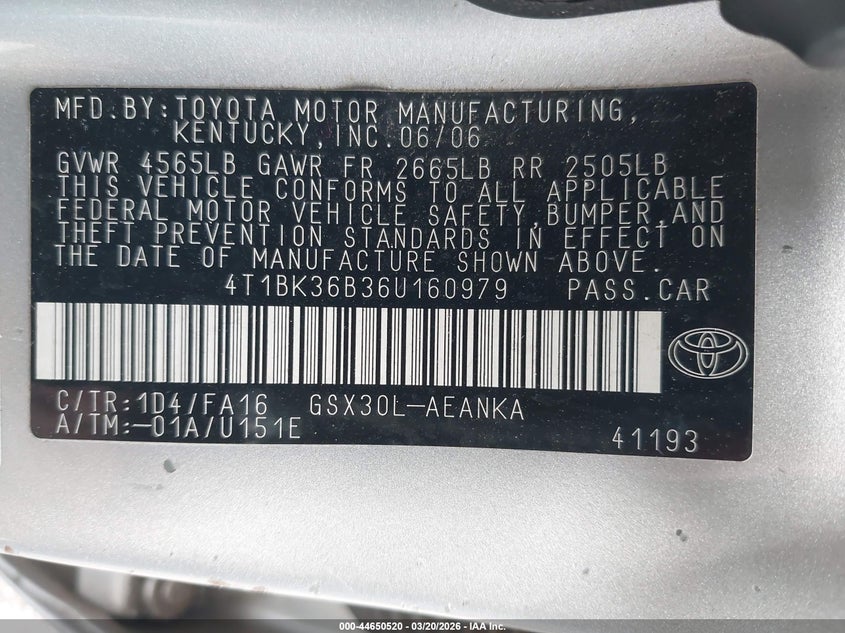 MFD.BY:TOYOTA MOTOR MANUFACTURING,
KENTUCKY,INC.06/06
GVWR 4565LB GAWR FR 2665LB RR 2505LB
THIS VEHICLE CONFORMS TO ALL APPLICABLE
FEDERAL MOTOR VEHICLE SAFETY,BUMPER,AND
THEFT PREVENTION STANDARDS IN EFFECT ON
THE DATE OF MANUFACTURE SHOWN ABOVE.
4T1BK36B36U160979 PASS.CAR
C/TR:1D4/FA16 GSX30L-AEANKA
A/TM:-01A/U151E
41193
000-44650520 - 03/20/2026 - IAA Inc.